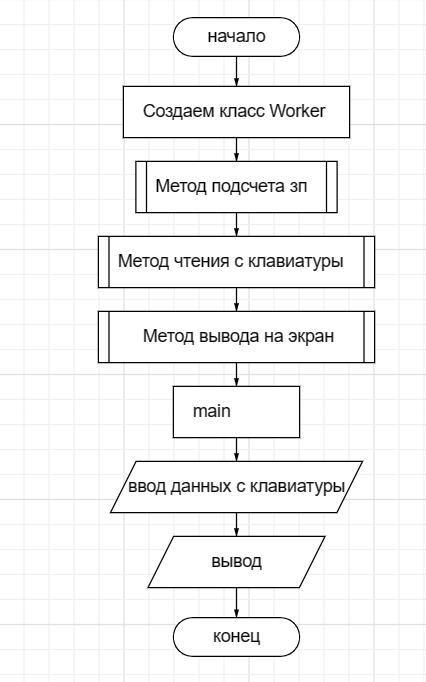 начало
Создаем класс Worker
Метод подсчета зп
Метод чтения с клавиатуры
Метод вывода на экран
main
ввод данных с клавиатуры
вывод
конец